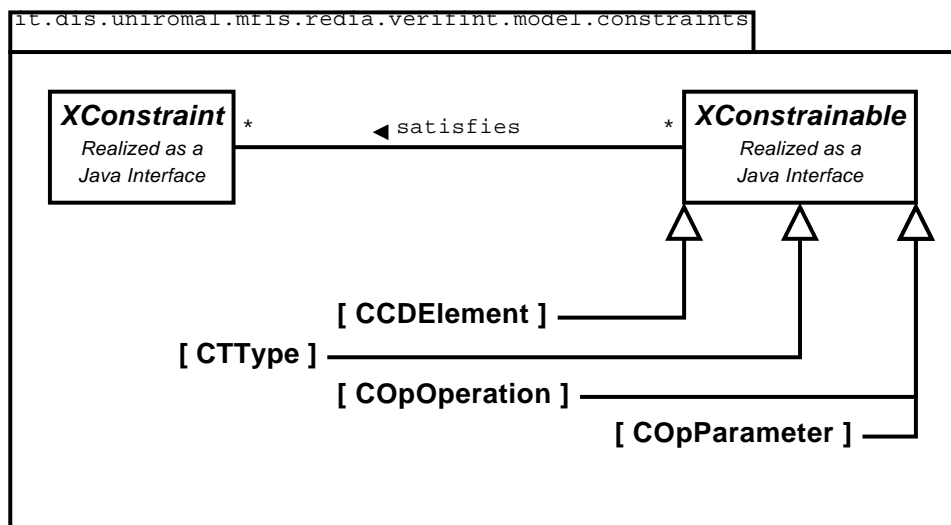 it.dis.uniroma1.mfis.redia.verifint.model.constraints
XConstraint
Realized as a
Java Interface
*
◀ satisfies
*
XConstrainable
Realized as a
Java Interface
[ CCDElement ]
[ CTType ]
[ COpOperation ]
[ COpParameter ]